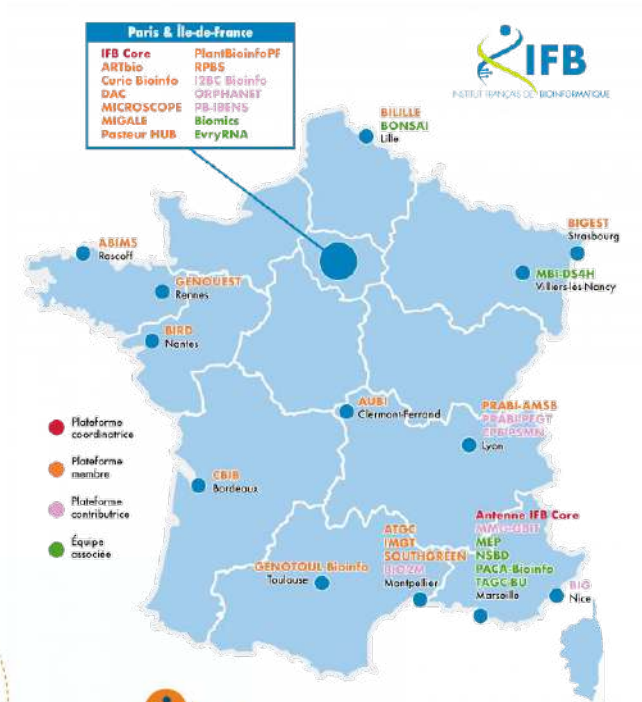 Paris & Île-de-France
IFB Core
ARTbio
Curie Bioinfo
DAC
MICROSCOPE
MIGALE
Pasteur HUB
PlantBioinfoPF
RPBS
I2BC Bioinfo
ORPHANET
PB-IBENS
Biomics
EvryRNA
IFB
INSTITUT FRANÇAIS DE BIOINFORMATIQUE
BILILLE
BONSAI
Lille
BIGEST
Strasbourg
MBI-DS4H
Villiers-lès-Nancy
ABIMS
Roscoff
GENOUEST
Rennes
BIRD
Nantes
AUBI
Clermont-Ferrand
PRABI-AMSB
PRABI-PEGT
Lyon
Plateforme
coordinatrice
Plateforme
membre
Plateforme
contributrice
Équipe
associée
CBIB
Bordeaux
GENOTOUL Bioinfo
Toulouse
ATGC
IMGT
SOUTHGREEN
BIO2M
Montpellier
Antenne IFB Core
MEP
NSBD
PACA-Bioinfo
TAGC-BU
Marseille
BIG
Nice